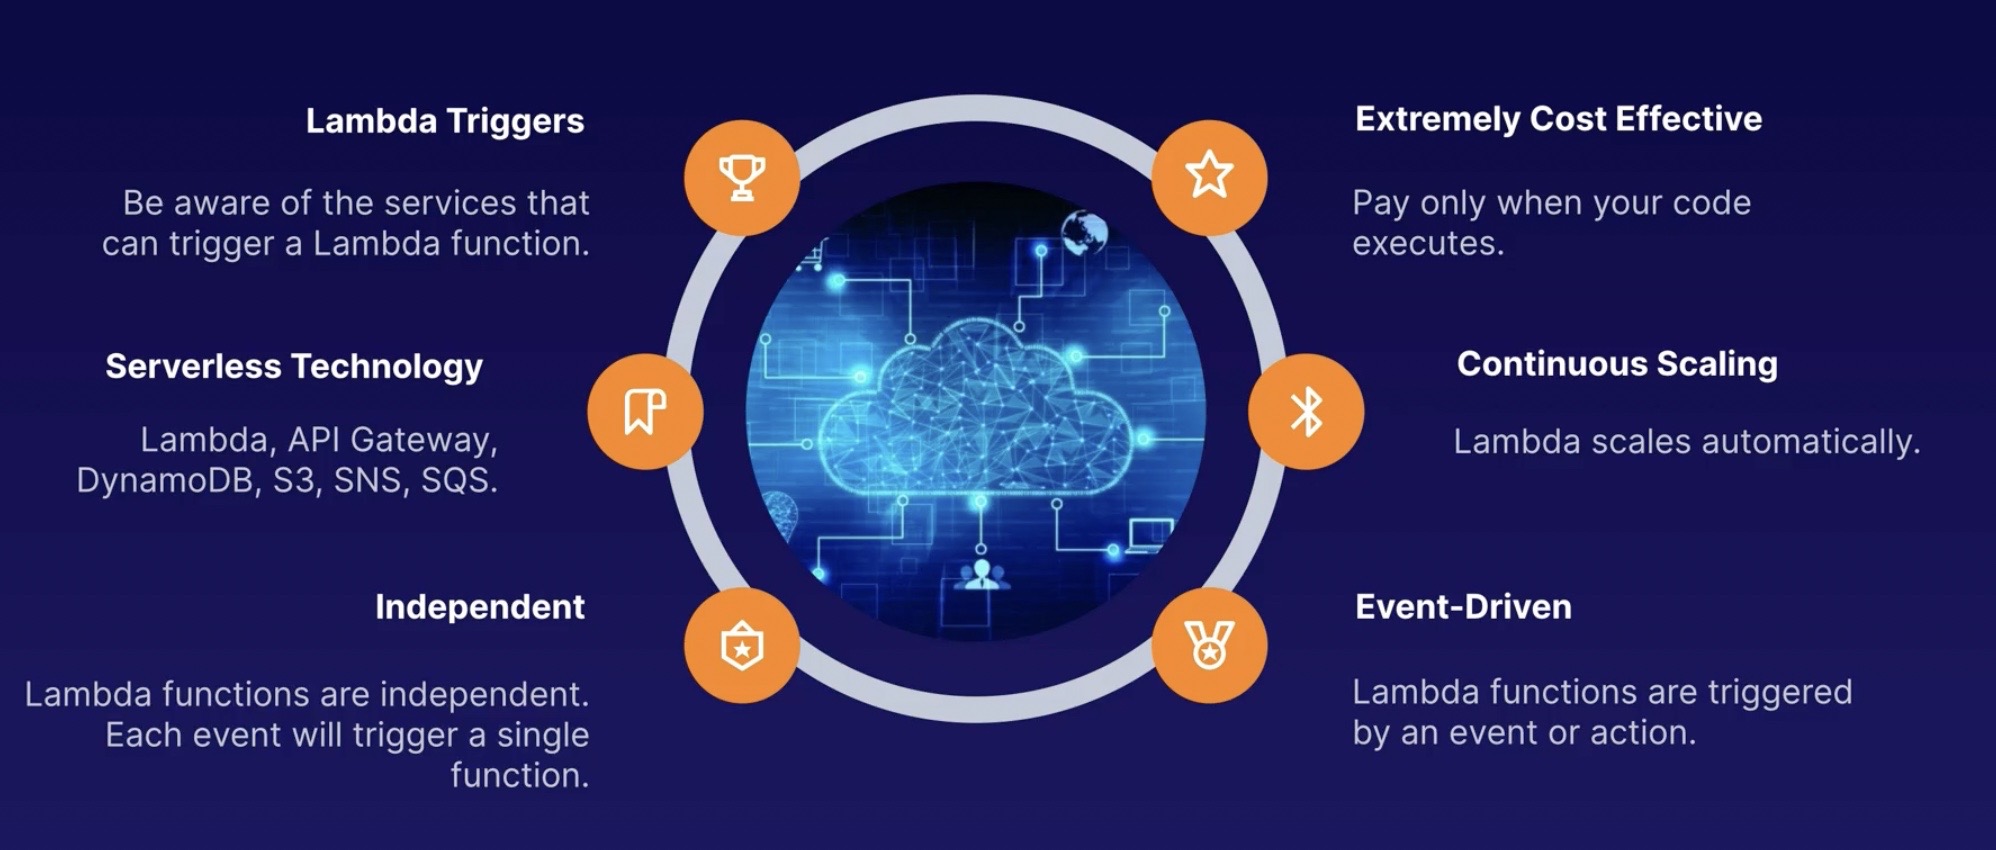 Lambda Triggers
Be aware of the services that
can trigger a Lambda function.
Serverless Technology
Lambda, API Gateway,
DynamoDB, S3, SNS, SQS.
Independent
Lambda functions are independent.
Each event will trigger a single
function.
Extremely Cost Effective
Pay only when your code
executes.
Continuous Scaling
Lambda scales automatically.
Event-Driven
Lambda functions are triggered
by an event or action.